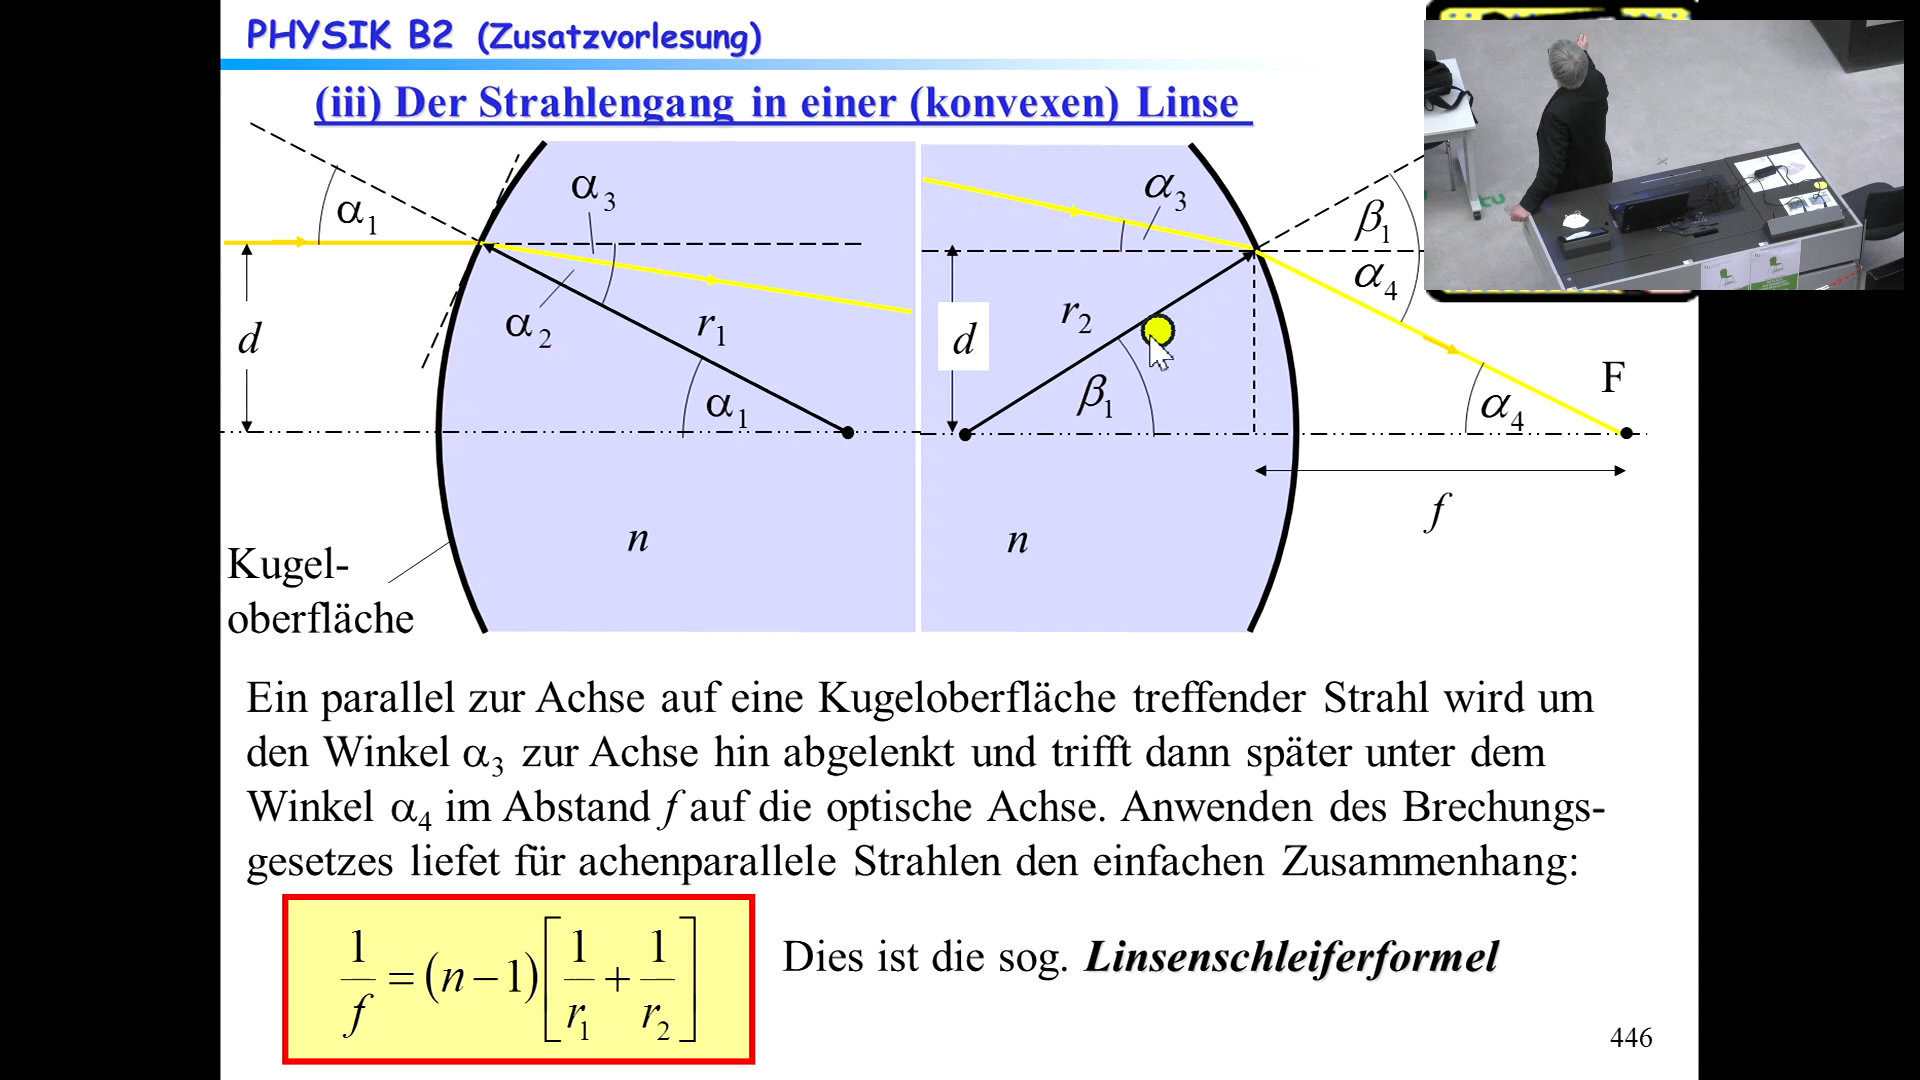 PHYSIK B2 (Zusatzvorlesung)
(iii) Der Strahlengang in einer (konvexen) Linse
α1
α3
α2
r1
α1
d
n
Kugel-
oberfläche
α3
β1
α4
r2
d
β1
α4
F
f
n
Ein parallel zur Achse auf eine Kugeloberfläche treffender Strahl wird um
den Winkel α3 zur Achse hin abgelenkt und trifft dann später unter dem
Winkel α4 im Abstand f auf die optische Achse. Anwenden des Brechungs-
gesetzes liefet für achenparallele Strahlen den einfachen Zusammenhang:
1/f = (n − 1)[1/r1 + 1/r2]
Dies ist die sog. Linsenschleiferformel
446